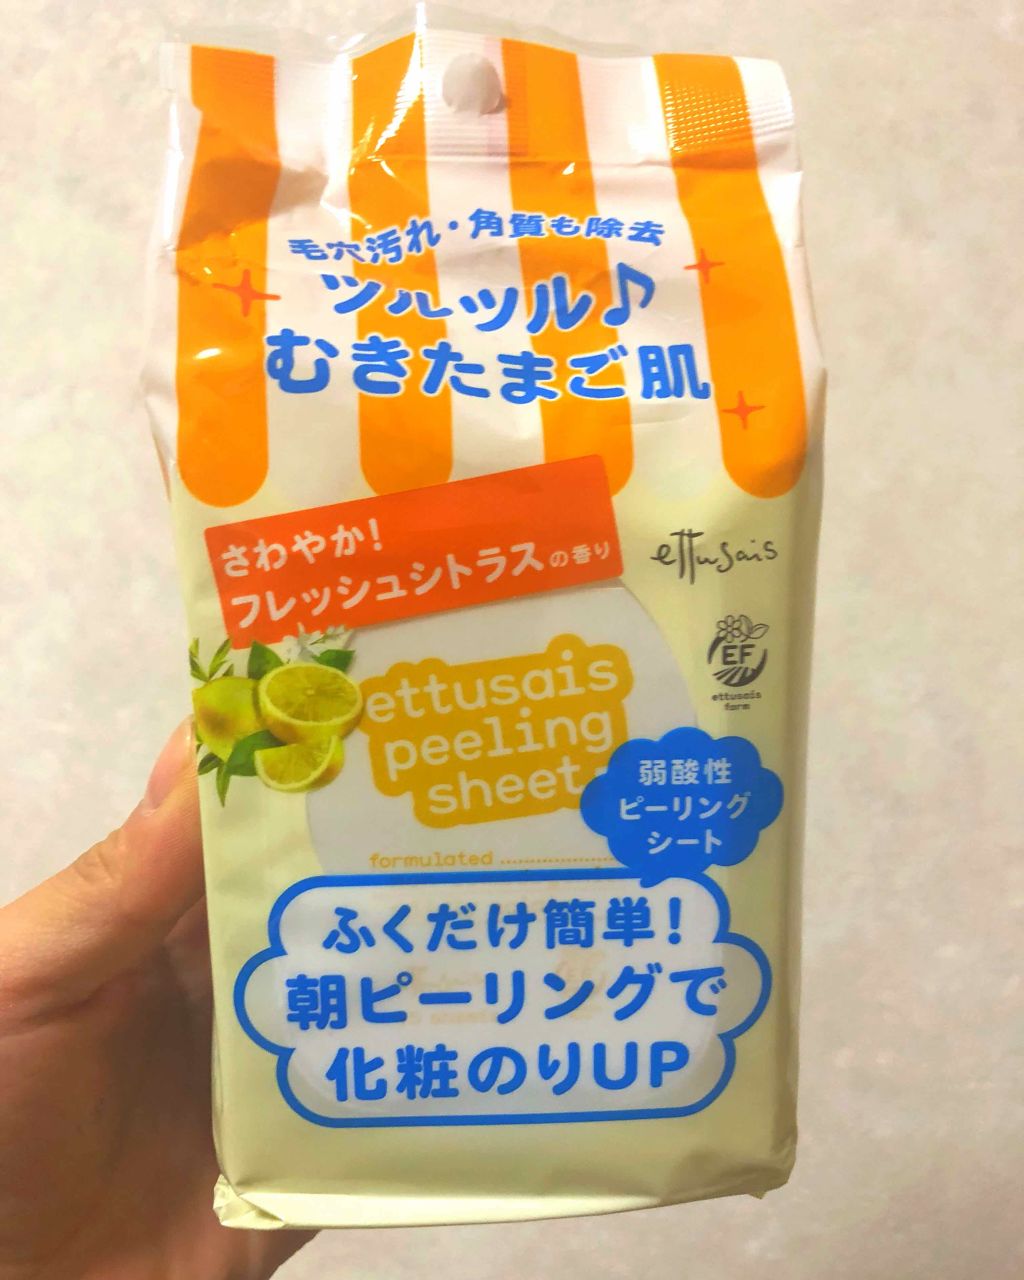 毛穴汚れ・角質も除去
ツルツル♪
むきたまご肌
さわやか!
フレッシュシトラスの香り
ettusais
EF
ettusais
farm
ettusais
peeling
sheet
弱酸性
ピーリング
シート
formulated
ふくだけ簡単!
朝ピーリングで
化粧のりUP